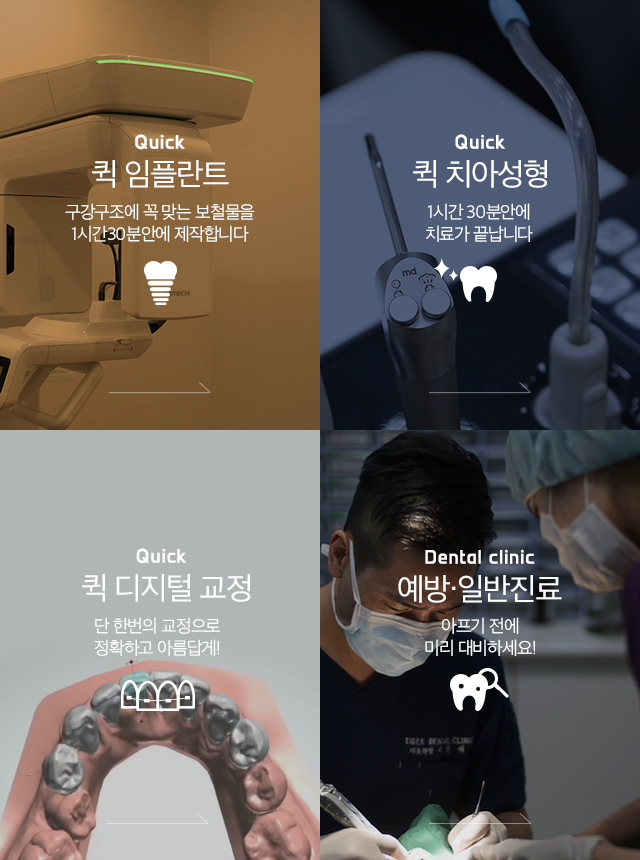 Quick
퀵 임플란트
구강구조에 꼭 맞는 보철물을
1시간30분안에 제작합니다
Quick
퀵 치아성형
1시간 30분안에
치료가 끝납니다
md
Quick
퀵 디지털 교정
단 한번의 교정으로
정확하고 아름답게!
Dental clinic
예방·일반진료
아프기 전에
미리 대비하세요!
TIGER DENTAL CLINIC